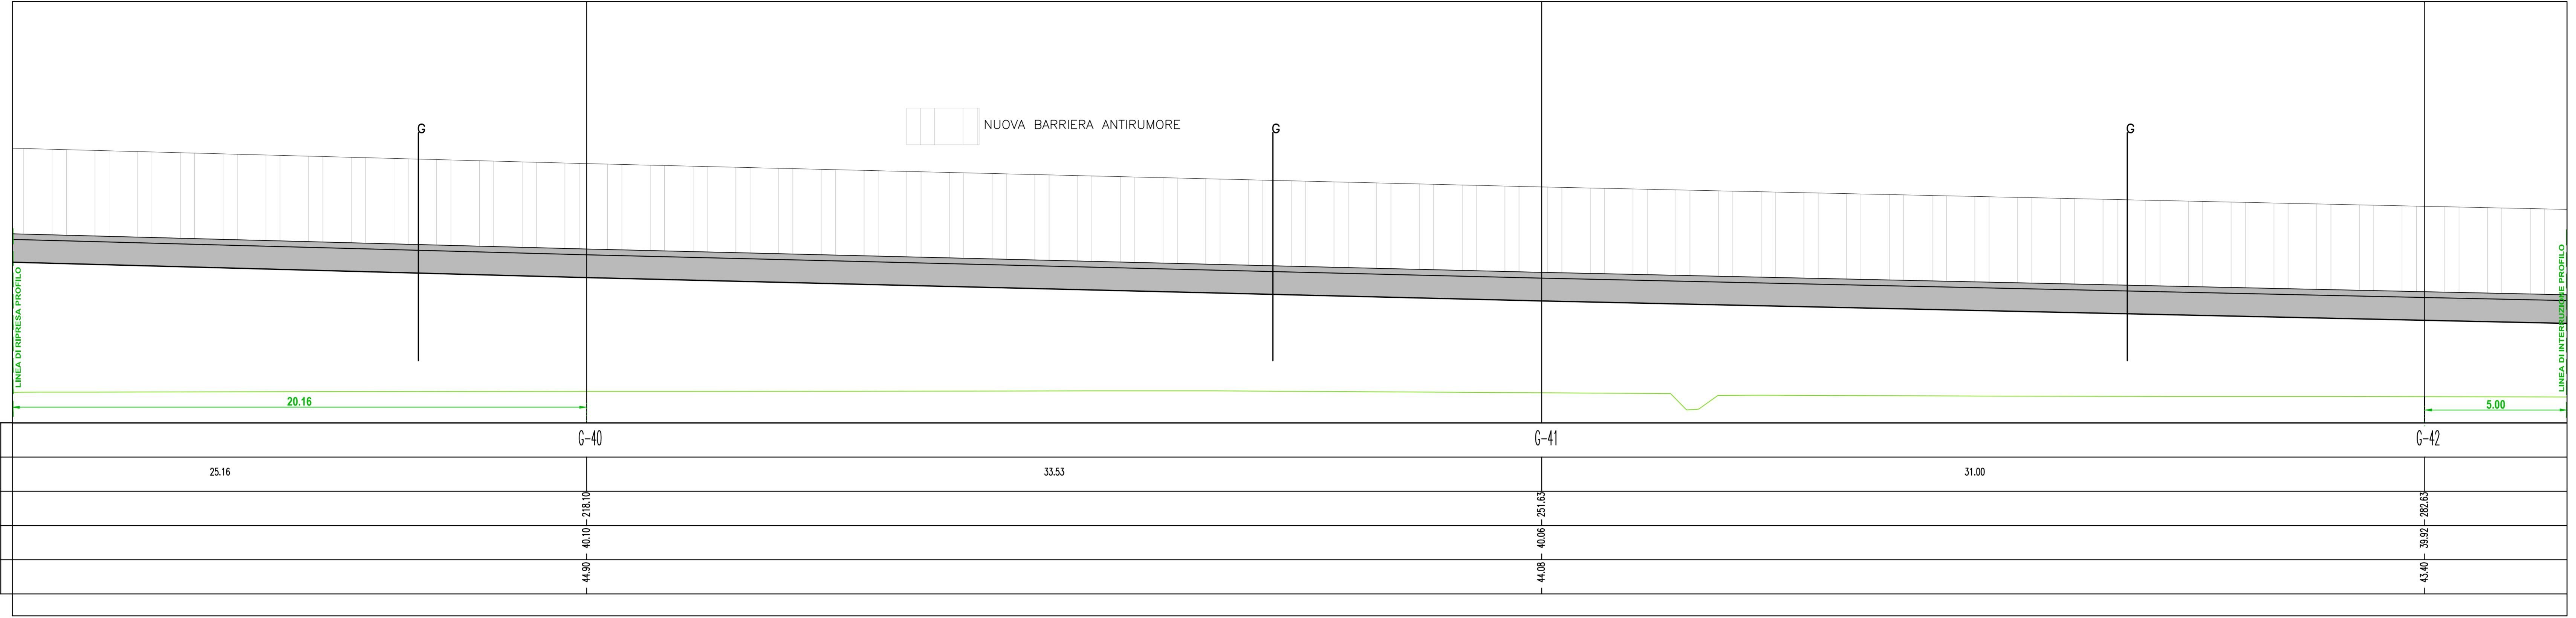 G
G
G
NUOVA BARRIERA ANTIRUMORE
LINEA DI RIPRESA PROFILO
LINEA DI INTERRUZIONE PROFILO
20.16
5.00
G-40
G-41
G-42
25.16
33.53
31.00
218.10
251.63
282.63
40.10
40.06
39.92
44.90
44.08
43.40